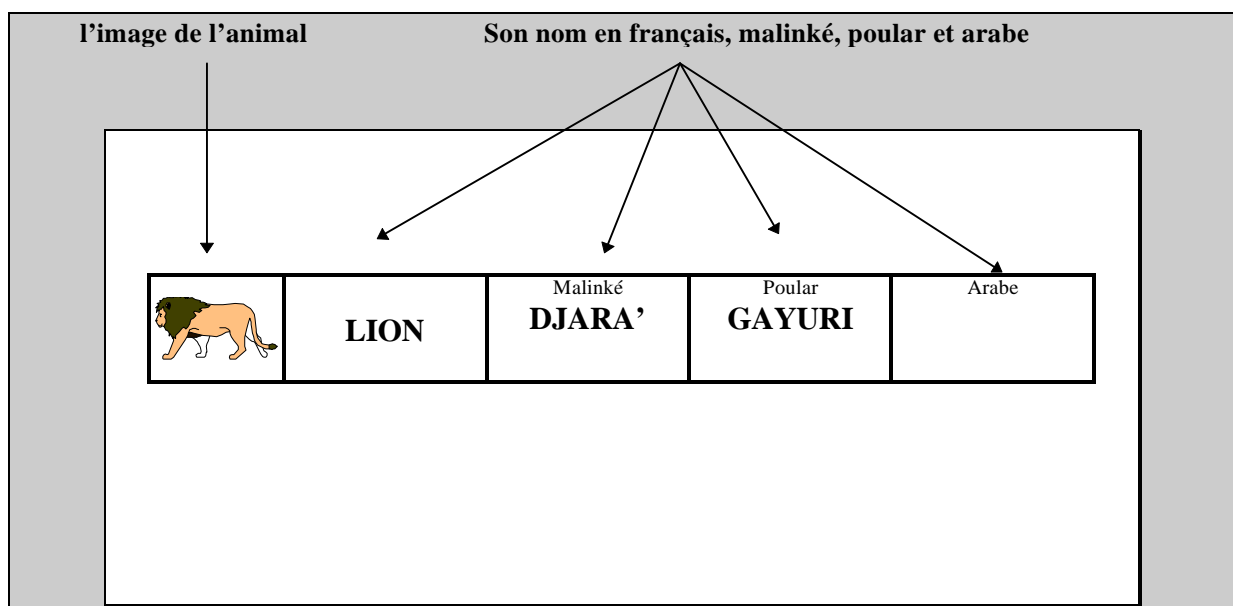 l’image de l’animal
Son nom en français, malinké, poular et arabe
LION
Malinké
DJARA’
Poular
GAYURI
Arabe